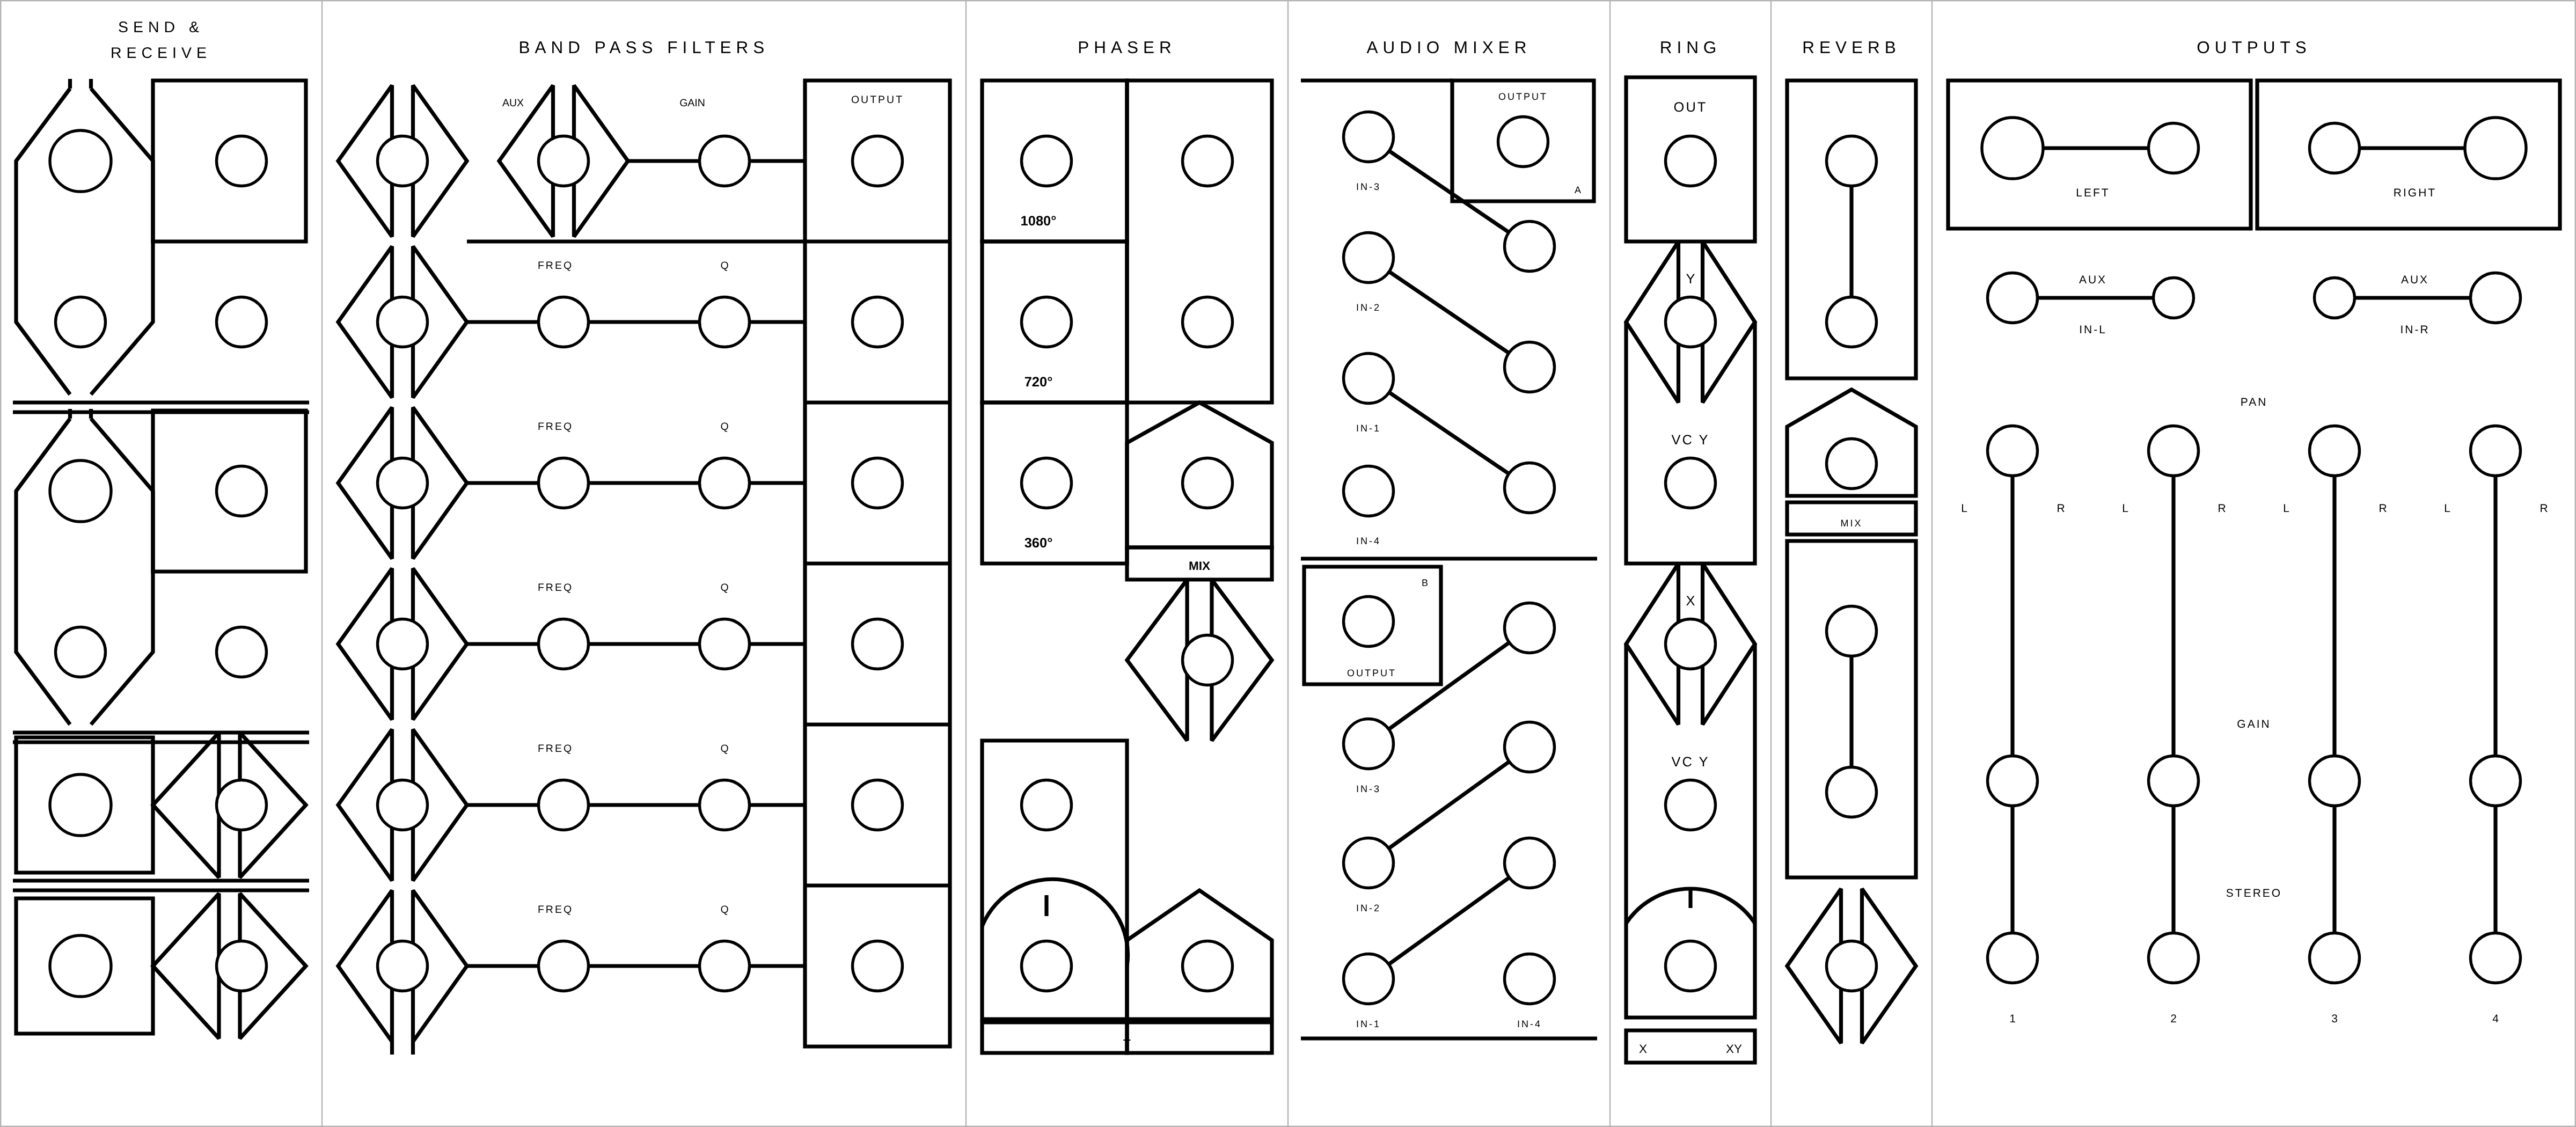 SEND &
RECEIVE
BAND PASS FILTERS
AUX
GAIN
OUTPUT
FREQ
Q
FREQ
Q
FREQ
Q
FREQ
Q
FREQ
Q
PHASER
1080°
720°
360°
MIX
AUDIO MIXER
OUTPUT
A
IN-3
IN-2
IN-1
IN-4
B
OUTPUT
IN-3
IN-2
IN-1
IN-4
RING
OUT
Y
VC Y
X
VC Y
X
XY
REVERB
MIX
OUTPUTS
LEFT
RIGHT
AUX
AUX
IN-L
IN-R
PAN
L
R
L
R
L
R
L
R
GAIN
STEREO
1
2
3
4